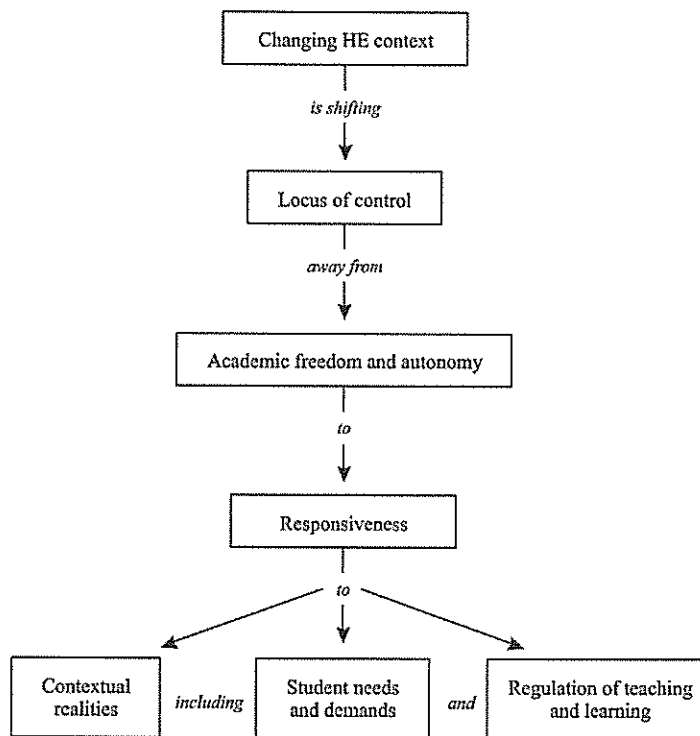 Changing HE context
is shifting
Locus of control
away from
Academic freedom and autonomy
to
Responsiveness
to
Contextual
realities
including
Student needs
and demands
and
Regulation of teaching
and learning